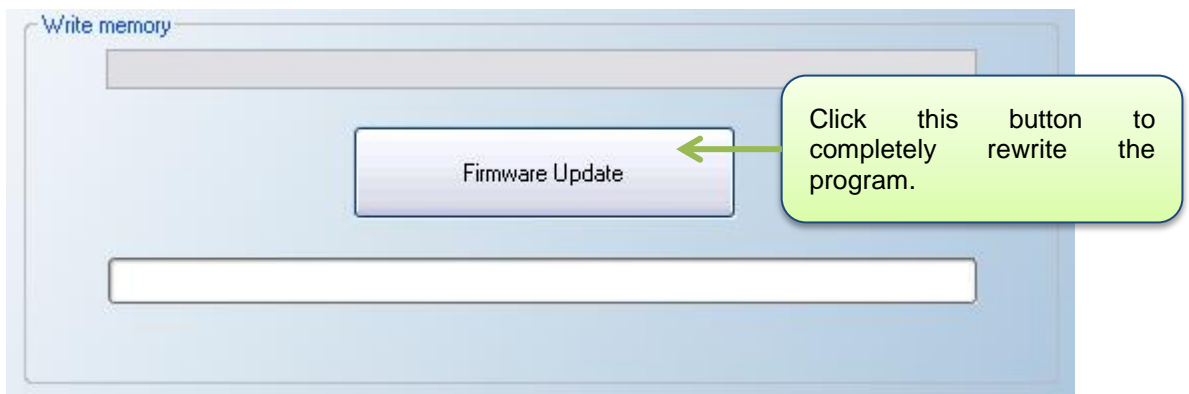 Write memory
Firmware Update
Click this button to
completely rewrite the
program.